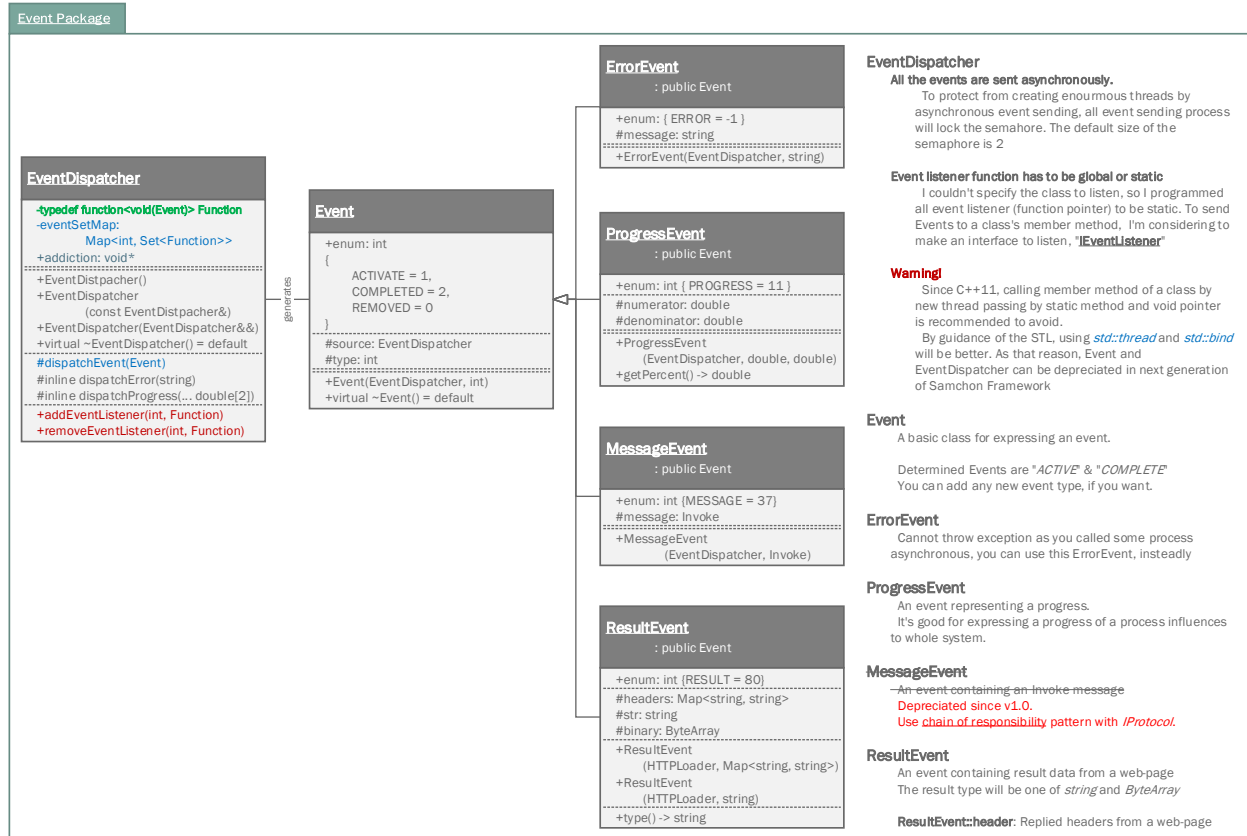 Event Package
EventDispatcher
-typedef function<void(Event)> Function
-eventSetMap:
Map<int, Set<Function>>
+addiction: void*
+EventDistpacher()
+EventDispatcher
(const EventDistpacher&)
+EventDispatcher(EventDispatcher&&)
+virtual ~EventDispatcher() = default
#dispatchEvent(Event)
#inline dispatchError(string)
#inline dispatchProgress(... double[2])
+addEventListener(int, Function)
+removeEventListener(int, Function)
generates
Event
+enum: int
{
ACTIVATE = 1,
COMPLETED = 2,
REMOVED = 0
}
#source: EventDispatcher
#type: int
+Event(EventDispatcher, int)
+virtual ~Event() = default
ErrorEvent
: public Event
+enum: { ERROR = -1 }
#message: string
+ErrorEvent(EventDispatcher, string)
ProgressEvent
: public Event
+enum: int { PROGRESS = 11 }
#numerator: double
#denominator: double
+ProgressEvent
(EventDispatcher, double, double)
+getPercent() -> double
MessageEvent
: public Event
+enum: int {MESSAGE = 37}
#message: Invoke
+MessageEvent
(EventDispatcher, Invoke)
ResultEvent
: public Event
+enum: int {RESULT = 80}
#headers: Map<string, string>
#str: string
#binary: ByteArray
+ResultEvent
(HTTPLoader, Map<string, string>)
+ResultEvent
(HTTPLoader, string)
+type() -> string
EventDispatcher
All the events are sent asynchronously.
To protect from creating enourmous threads by
asynchronous event sending, all event sending process
will lock the semahore. The default size of the
semaphore is 2
Event listener function has to be global or static
I couldn't specify the class to listen, so I programmed
all event listener (function pointer) to be static. To send
Events to a class's member method, I'm considering to
make an interface to listen, "IEventListener"
Warning!
Since C++11, calling member method of a class by
new thread passing by static method and void pointer
is recommended to avoid.
By guidance of the STL, using std::thread and std::bind
will be better. As that reason, Event and
EventDispatcher can be depreciated in next generation
of Samchon Framework
Event
A basic class for expressing an event.
Determined Events are "ACTIVE" & "COMPLETE"
You can add any new event type, if you want.
ErrorEvent
Cannot throw exception as you called some process
asynchronous, you can use this ErrorEvent, insteadly
ProgressEvent
An event representing a progress.
It's good for expressing a progress of a process influences
to whole system.
MessageEvent
An event containing an Invoke message
Depreciated since v1.0.
Use chain of responsibility pattern with IProtocol.
ResultEvent
An event containing result data from a web-page
The result type will be one of string and ByteArray
ResultEvent::header: Replied headers from a web-page